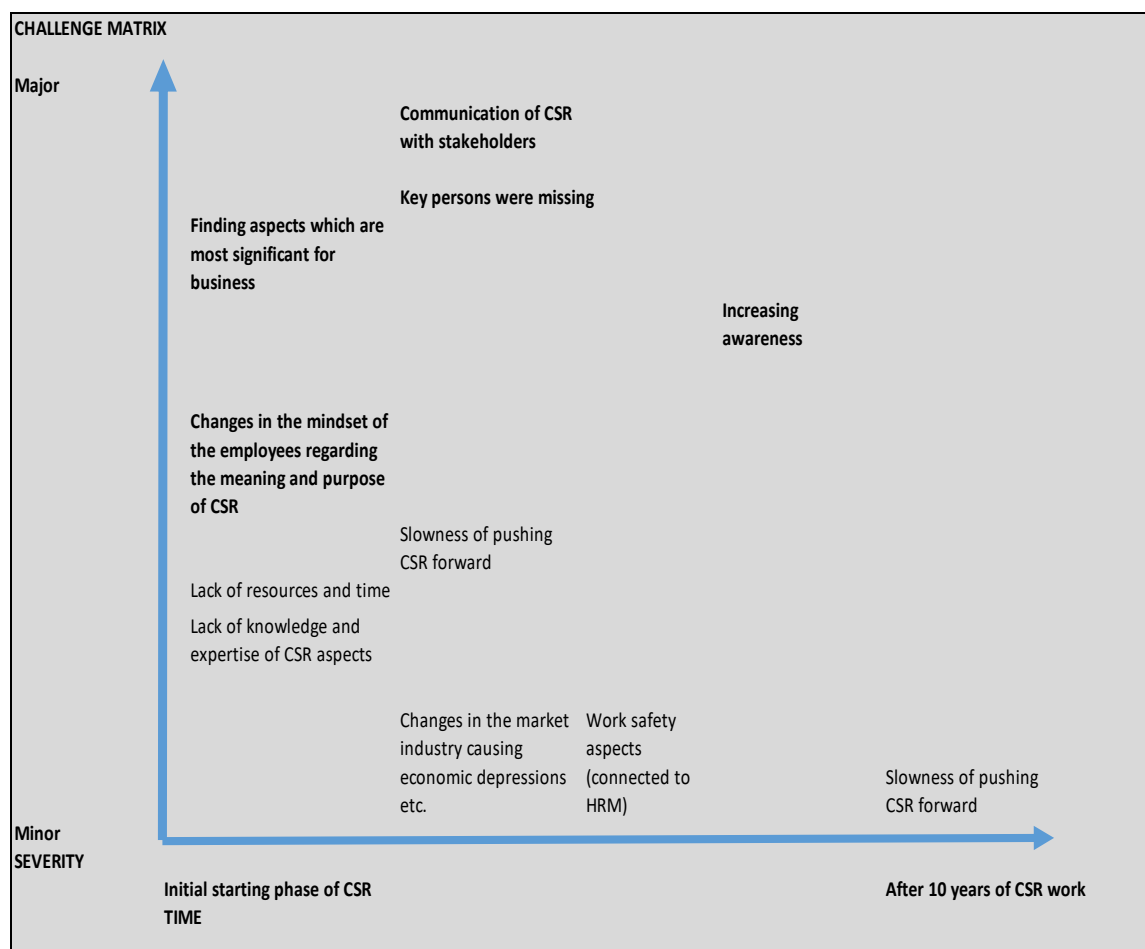 CHALLENGE MATRIX
Major
Communication of CSR
with stakeholders
Key persons were missing
Finding aspects which are
most significant for
business
Increasing
awareness
Changes in the mindset of
the employees regarding
the meaning and purpose
of CSR
Slowness of pushing
CSR forward
Lack of resources and time
Lack of knowledge and
expertise of CSR aspects
Changes in the market
industry causing
economic depressions
etc.
Work safety
aspects
(connected to
HRM)
Slowness of pushing
CSR forward
Minor
SEVERITY
Initial starting phase of CSR
TIME
After 10 years of CSR work